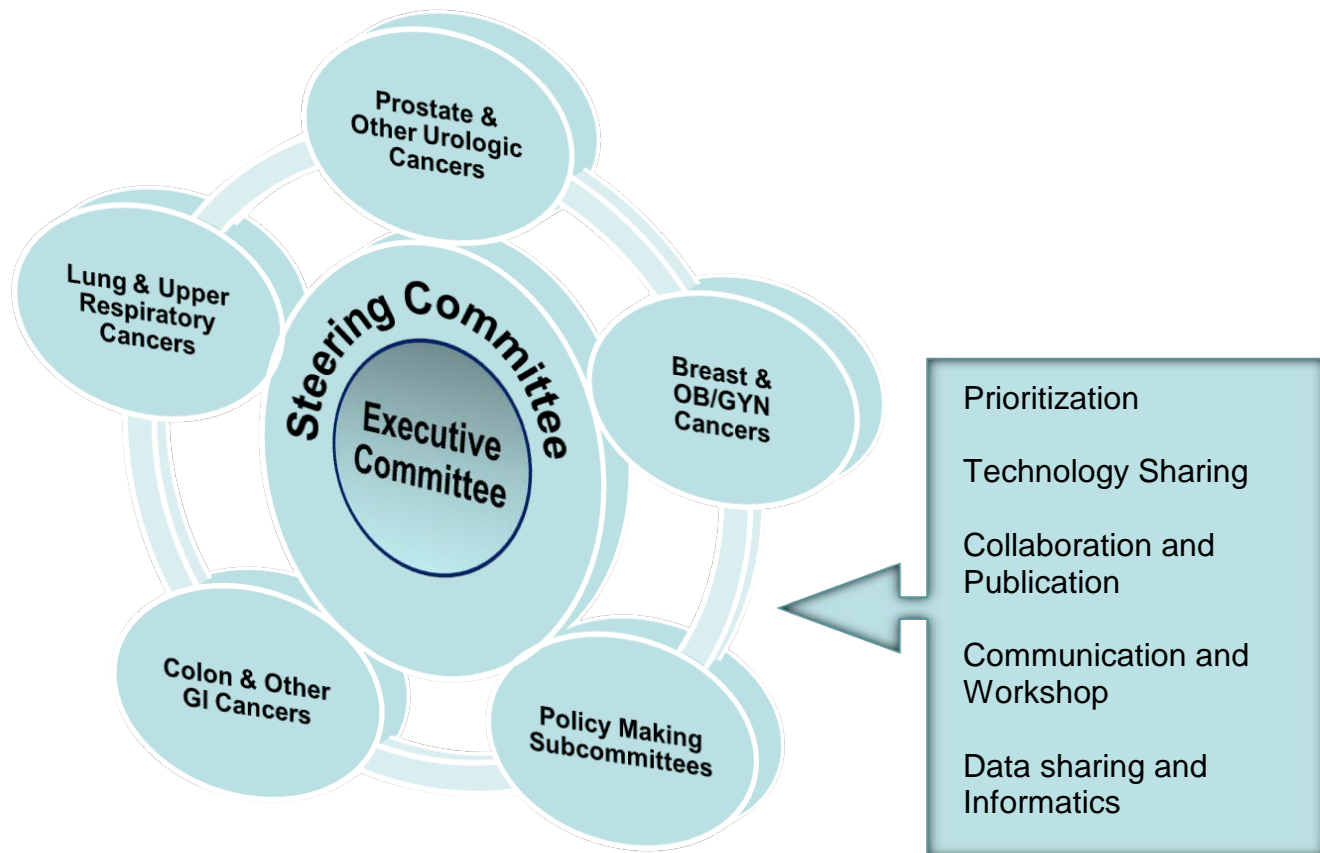 Prostate &
Other Urologic
Cancers
Lung & Upper
Respiratory
Cancers
Steering Committee
Executive
Committee
Breast &
OB/GYN
Cancers
Colon & Other
GI Cancers
Policy Making
Subcommittees
Prioritization
Technology Sharing
Collaboration and
Publication
Communication and
Workshop
Data sharing and
Informatics